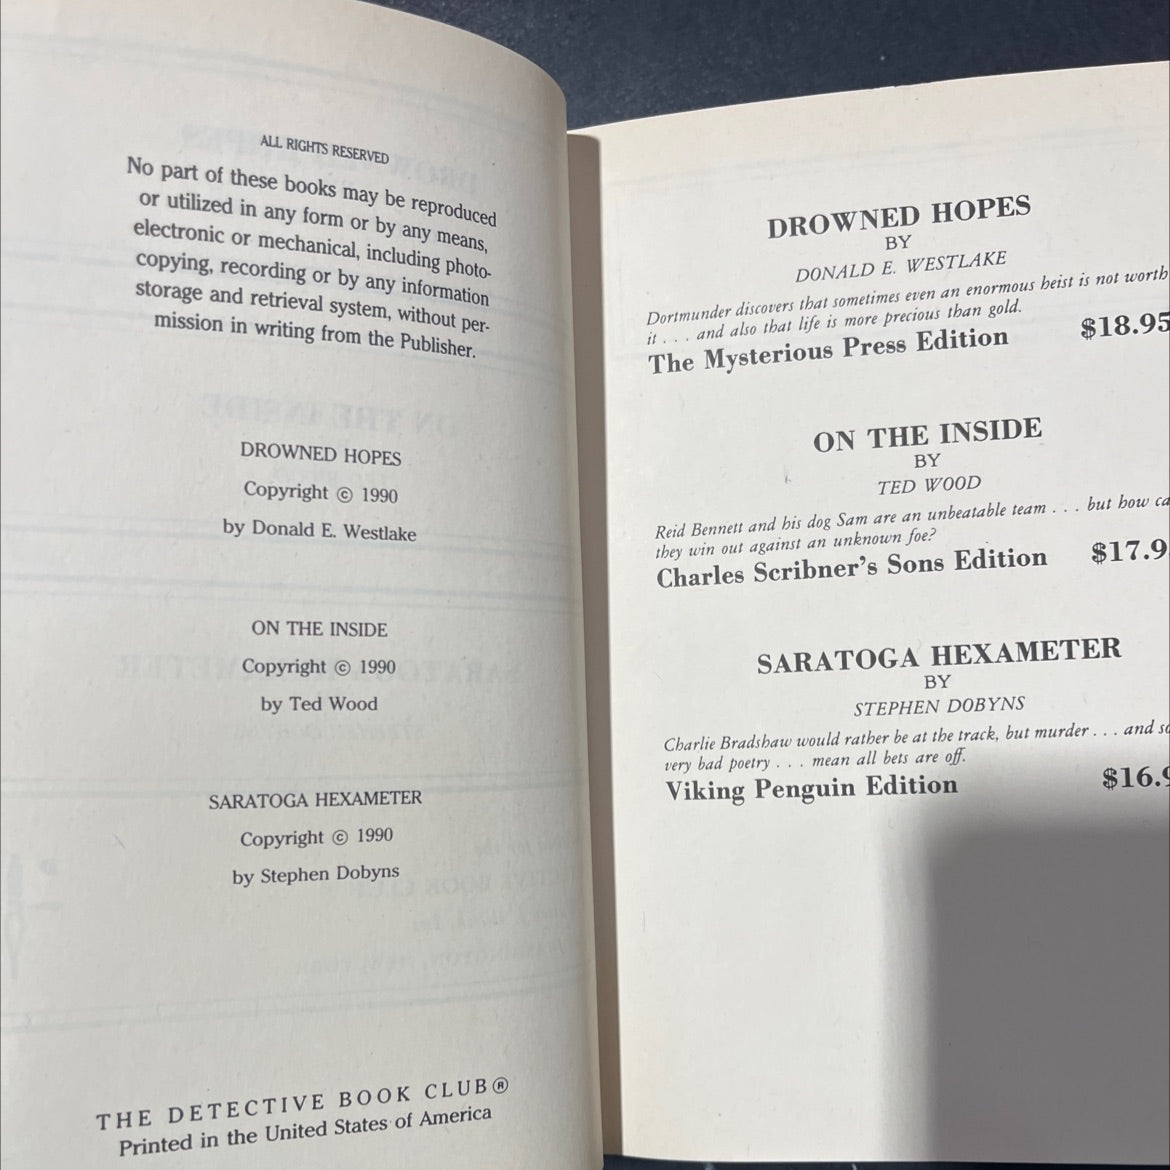 ALL RIGHTS RESERVED
No part of these books may be reproduced
or utilized in any form or by any means,
electronic or mechanical, including photo-
copying, recording or by any information
storage and retrieval system, without per-
mission in writing from the Publisher.
DROWNED HOPES
Copyright © 1990
by Donald E. Westlake
ON THE INSIDE
Copyright © 1990
by Ted Wood
SARATOGA HEXAMETER
Copyright © 1990
by Stephen Dobyns
THE DETECTIVE BOOK CLUB®
Printed in the United States of America
DROWNED HOPES
BY
DONALD E. WESTLAKE
Dortmunder discovers that sometimes even an enormous heist is not worth
it . . . and also that life is more precious than gold.
The Mysterious Press Edition $18.95
ON THE INSIDE
BY
TED WOOD
Reid Bennett and his dog Sam are an unbeatable team . . . but how ca
they win out against an unknown foe?
Charles Scribner's Sons Edition $17.9
SARATOGA HEXAMETER
BY
STEPHEN DOBYNS
Charlie Bradshaw would rather be at the track, but murder . . . and so
very bad poetry . . . mean all bets are off.
Viking Penguin Edition $16.9